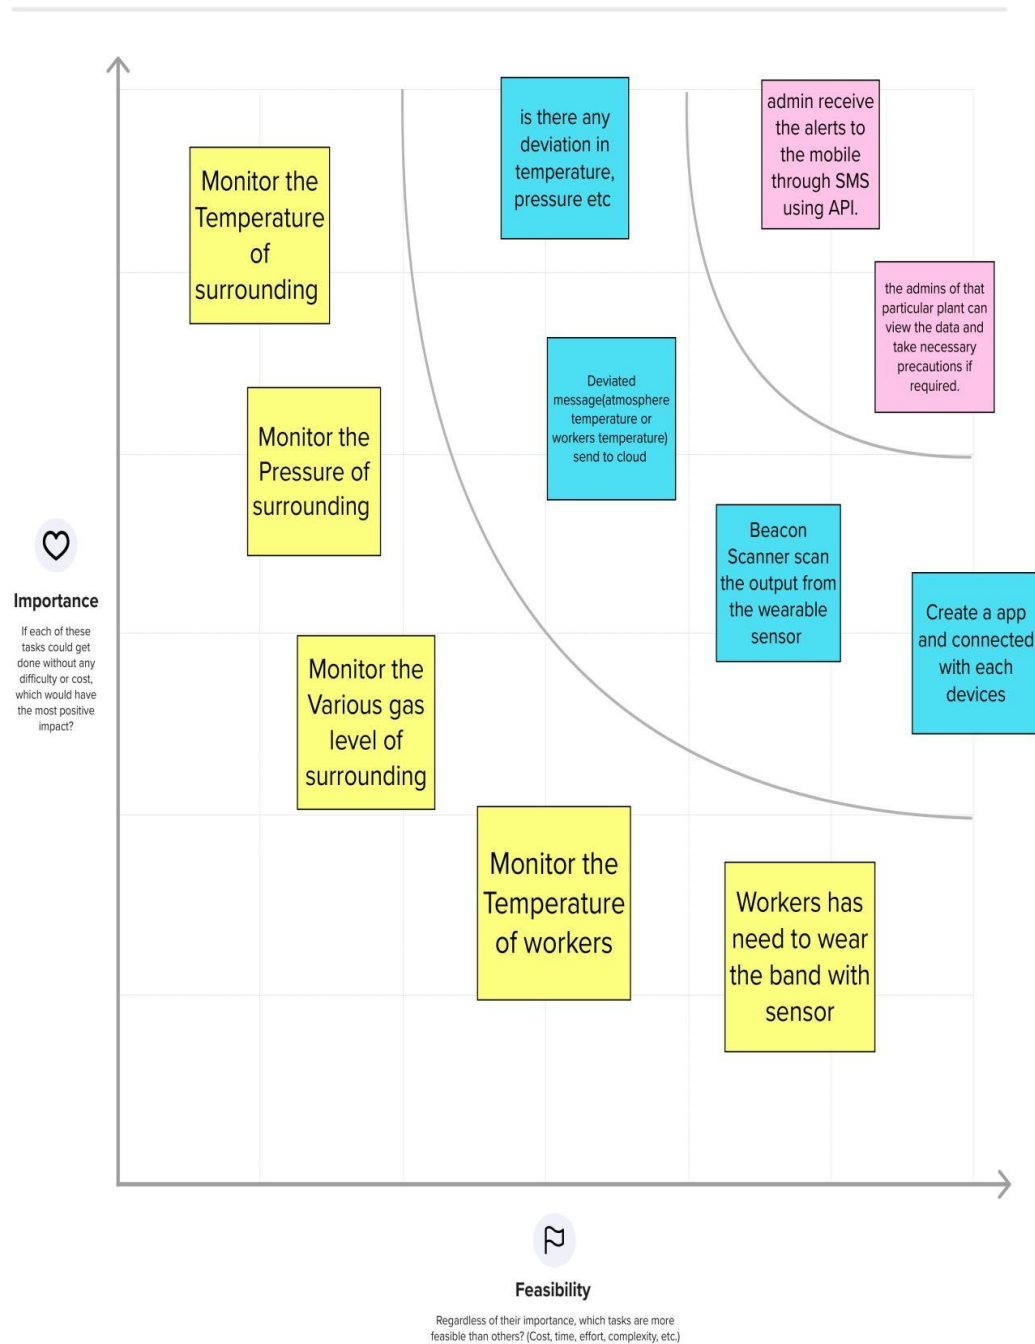 Monitor the
Temperature
of
surrounding
is there any
deviation in
temperature,
pressure etc
admin receive
the alerts to
the mobile
through SMS
using API.
the admins of that
particular plant can
view the data and
take necessary
precautions if
required.
Monitor the
Pressure of
surrounding
Deviated
message(atmosphere
temperature or
workers temperature)
send to cloud
Beacon
Scanner scan
the output from
the wearable
sensor
Create a app
and connected
with each
devices
Importance
If each of these
tasks could get
done without any
difficulty or cost,
which would have
the most positive
impact?
Monitor the
Various gas
level of
surrounding
Monitor the
Temperature
of workers
Workers has
need to wear
the band with
sensor
Feasibility
Regardless of their importance, which tasks are more
feasible than others? (Cost, time, effort, complexity, etc.)